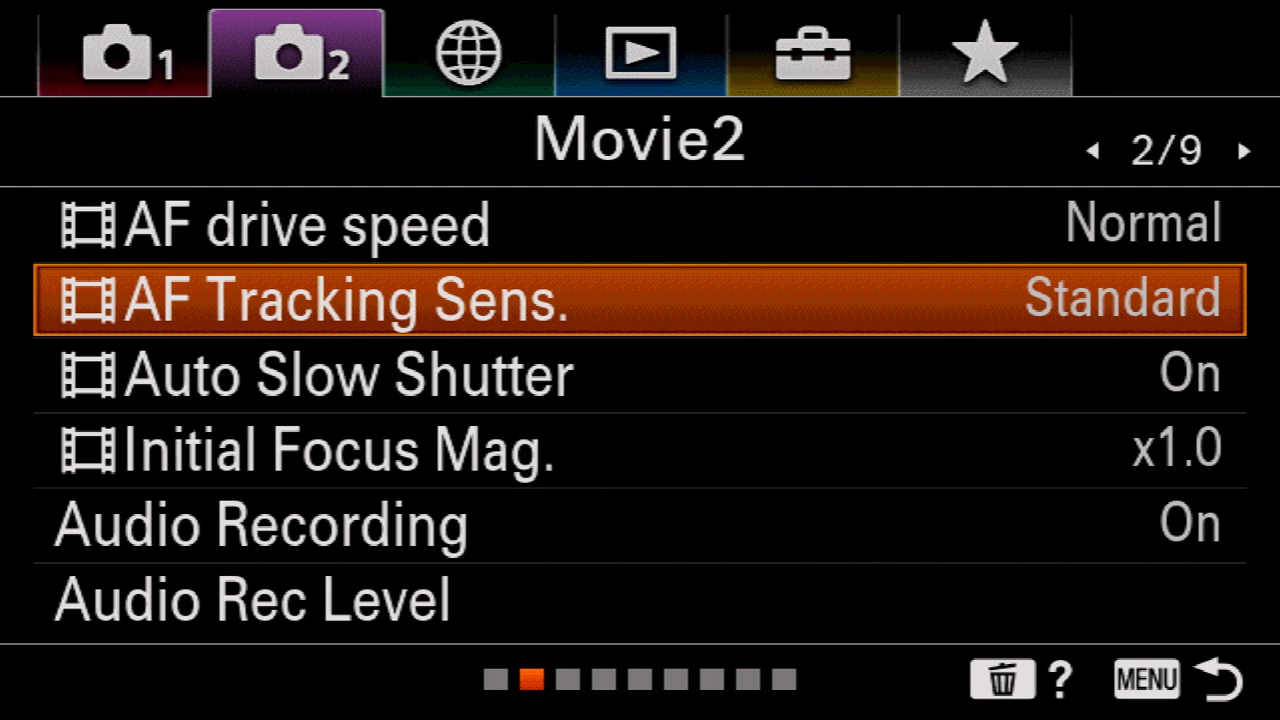 1 2
Movie2 2/9
AF drive speed Normal
AF Tracking Sens. Standard
Auto Slow Shutter On
Initial Focus Mag. x1.0
Audio Recording On
Audio Rec Level
? MENU